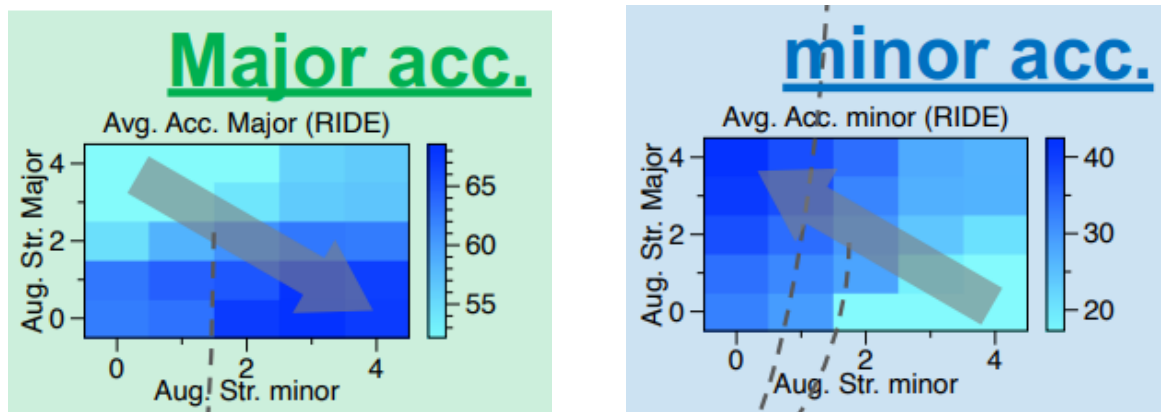 Major acc.
Avg. Acc. Major (RIDE)
Aug. Str. Major
4
2
0
0 2 4
Aug. Str. minor
65
60
55
minor acc.
Avg. Acc. minor (RIDE)
Aug. Str. Major
4
2
0
0 2 4
Aug. Str. minor
40
30
20